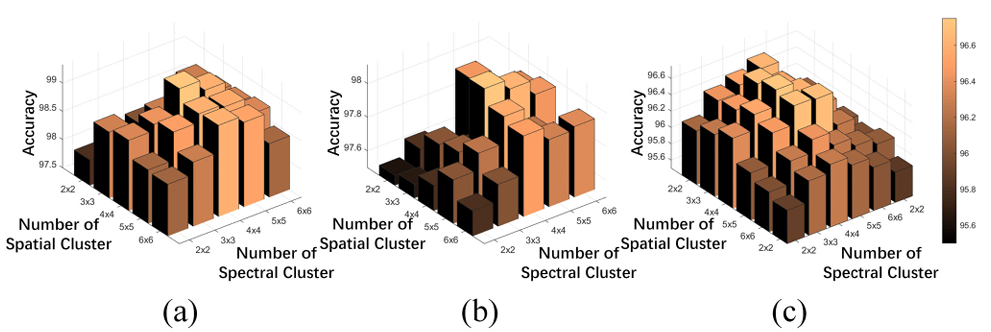 Accuracy
99
98.5
98
97.5
2x2
3x3
4x4
5x5
6x6
Number of
Spatial Cluster
2x2
3x3
4x4
5x5
6x6
Number of
Spectral Cluster
(a)
Accuracy
98
97.8
97.6
2x2
3x3
4x4
5x5
6x6
Number of
Spatial Cluster
2x2
3x3
4x4
5x5
6x6
Number of
Spectral Cluster
(b)
Accuracy
96.6
96.4
96.2
96
95.8
95.6
2x2
3x3
4x4
5x5
6x6
2x2
Number of
Spatial Cluster
2x2
3x3
4x4
5x5
6x6
2x2
Number of
Spectral Cluster
(c)
96.6
96.4
96.2
96
95.8
95.6